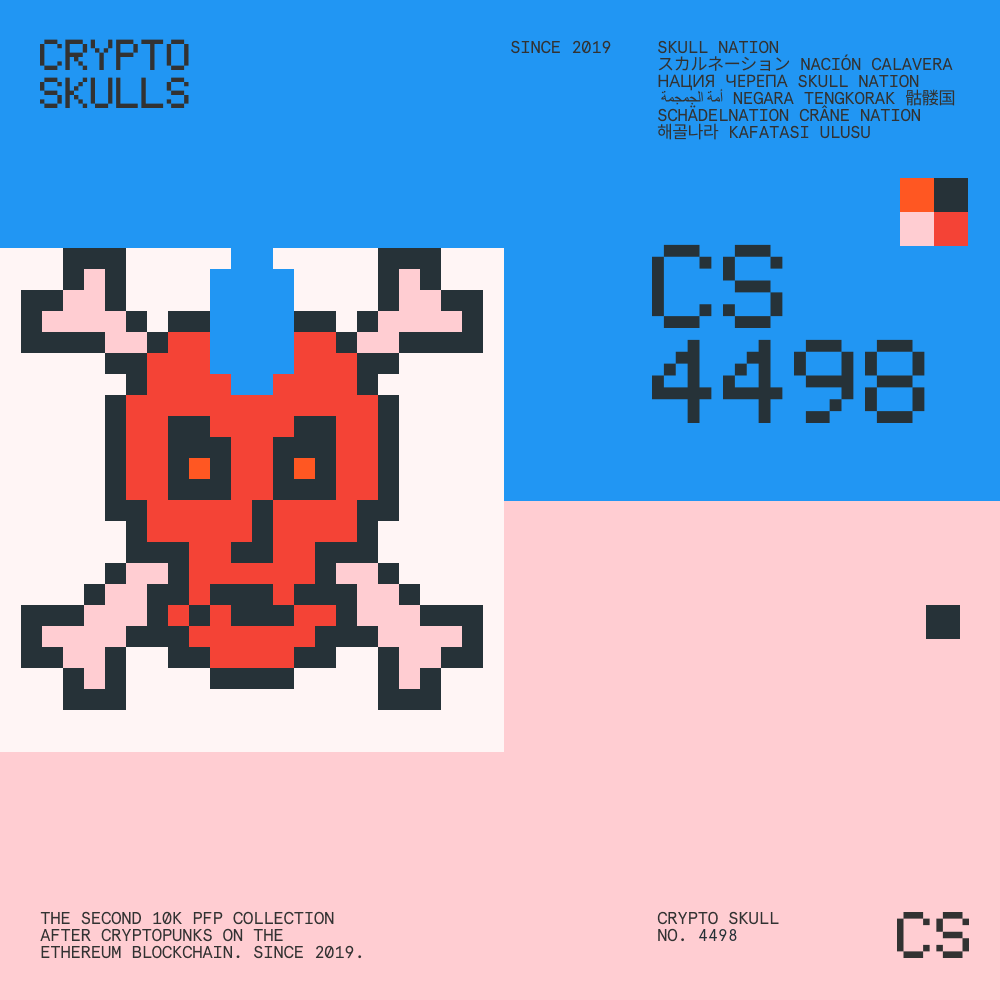 CRYPTO
SKULLS
SINCE 2019
SKULL NATION
スカルネーション NACIÓN CALAVERA
НАЦИЯ ЧЕРЕПА SKULL NATION
أمة الجمجمة NEGARA TENGKORAK 骷髅国
SCHÄDELNATION CRÂNE NATION
해골나라 KAFATASI ULUSU
CS
4498
THE SECOND 10K PFP COLLECTION
AFTER CRYPTOPUNKS ON THE
ETHEREUM BLOCKCHAIN. SINCE 2019.
CRYPTO SKULL
NO. 4498
CS